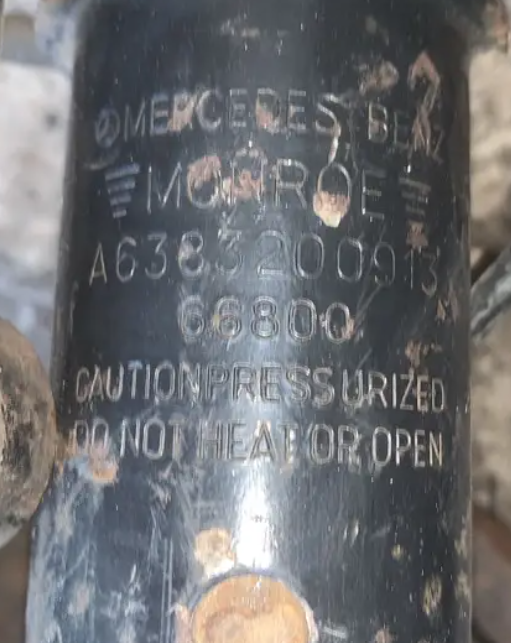 MERCEDES BENZ
MONROE
A6383200913
66800
CAUTION PRESSURIZED
DO NOT HEAT OR OPEN